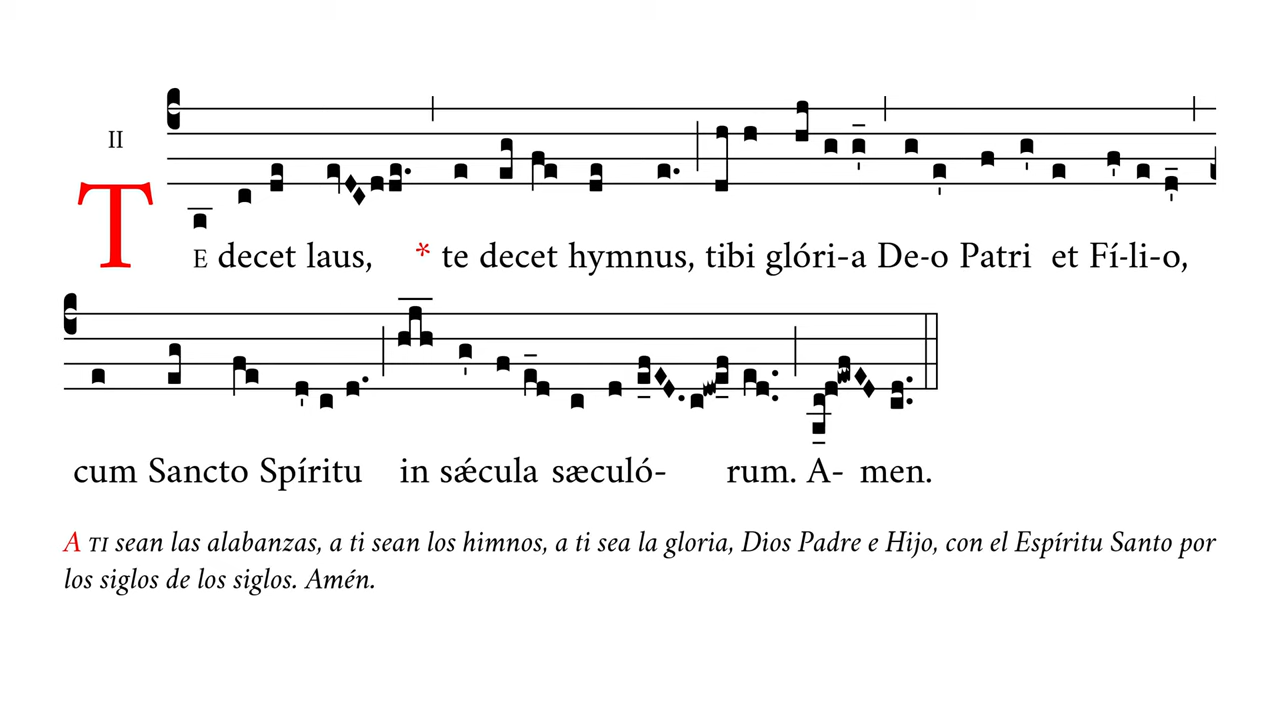 II
TE decet laus, * te decet hymnus, tibi glóri-a De-o Patri et Fí-li-o,
cum Sancto Spíritu in sǽcula sæculó- rum. A- men.
A TI sean las alabanzas, a ti sean los himnos, a ti sea la gloria, Dios Padre e Hijo, con el Espíritu Santo por
los siglos de los siglos. Amén.